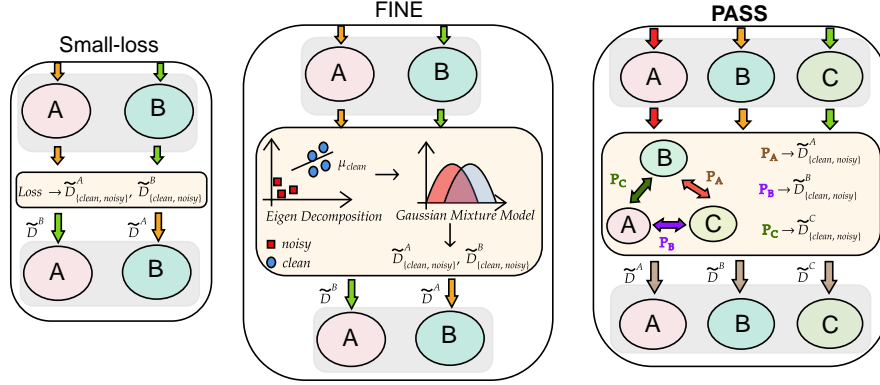 Small-loss
A B
Loss → D̃^A_{clean, noisy}, D̃^B_{clean, noisy}
D̃^B D̃^A
A B
FINE
A B
μ_clean
Eigen Decomposition
Gaussian Mixture Model
noisy
clean
D̃^A_{clean, noisy}, D̃^B_{clean, noisy}
D̃^B D̃^A
A B
PASS
A B C
B
P_C P_A
A C
P_B
P_A → D̃^A_{clean, noisy}
P_B → D̃^B_{clean, noisy}
P_C → D̃^C_{clean, noisy}
D̃^A D̃^B D̃^C
A B C